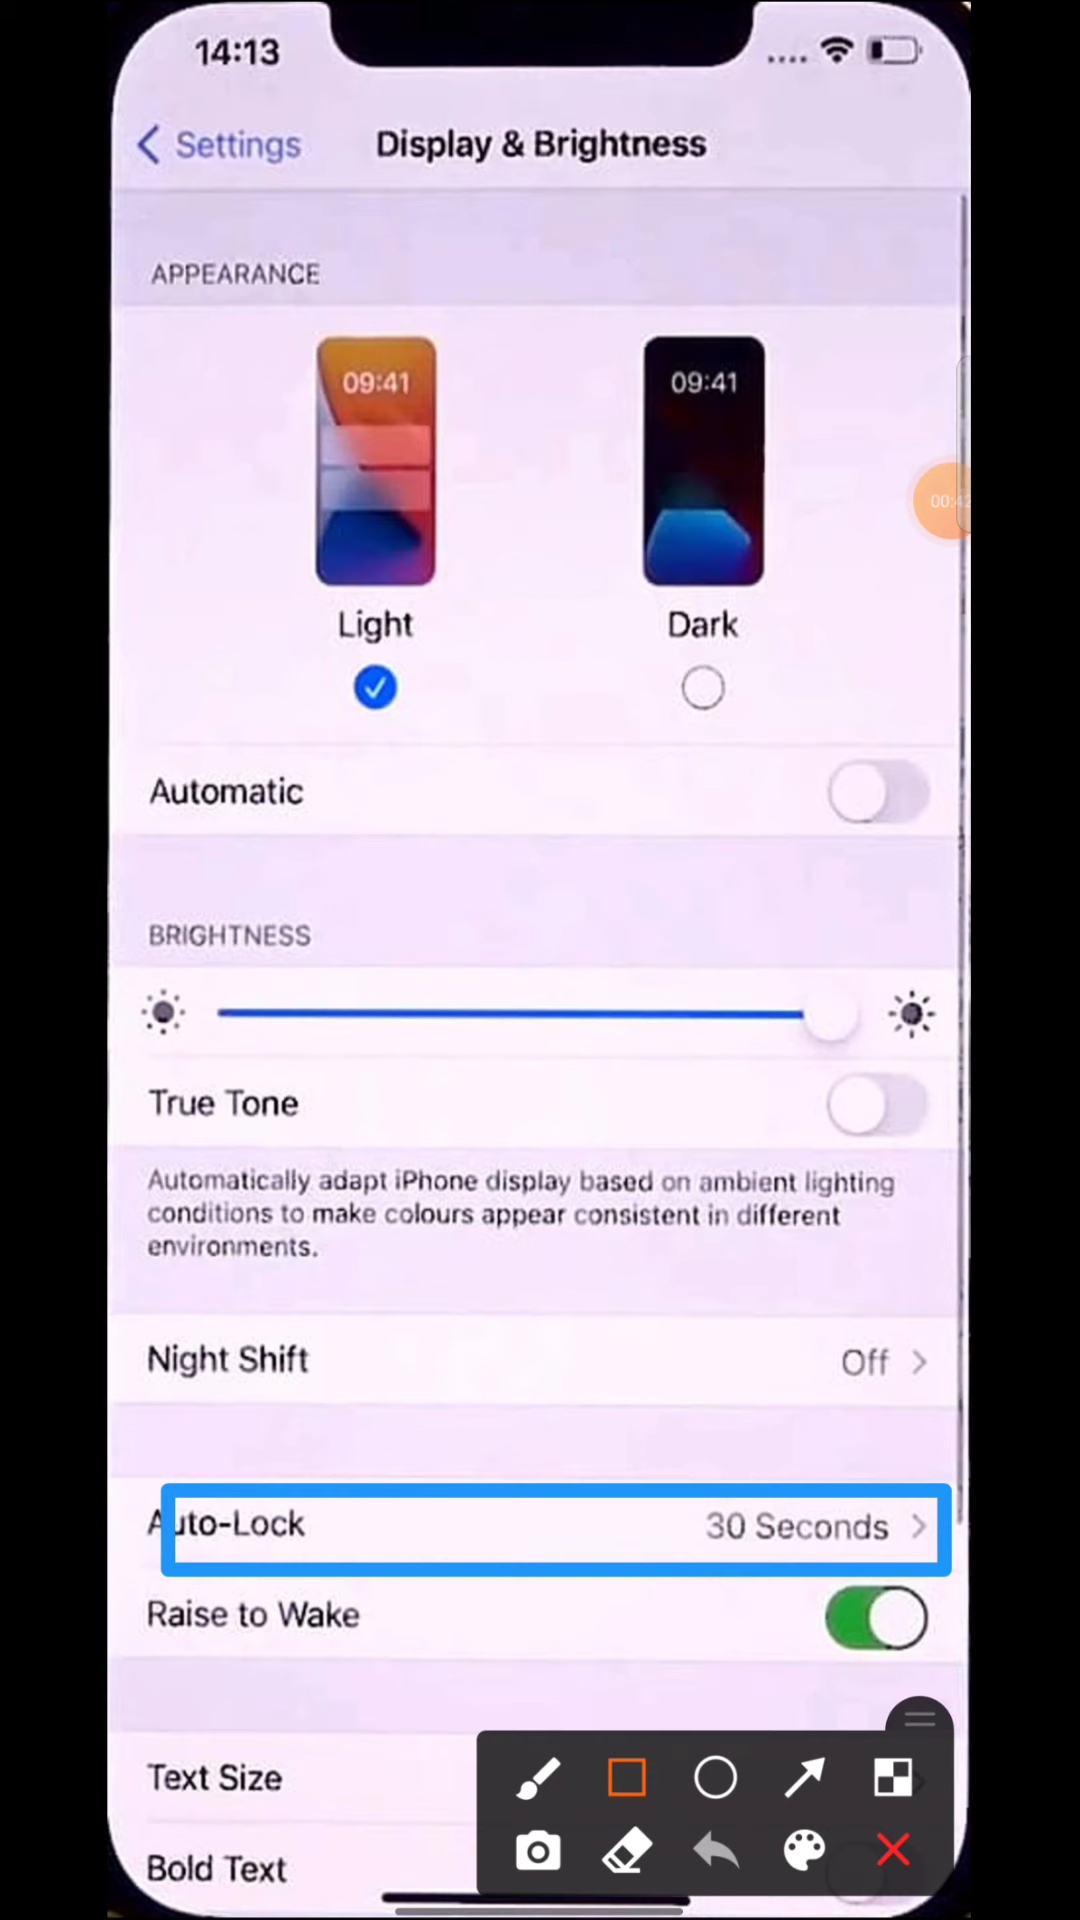 14:13
Settings
Display & Brightness
APPEARANCE
09:41
09:41
Light
Dark
Automatic
BRIGHTNESS
True Tone
Automatically adapt iPhone display based on ambient lighting
conditions to make colours appear consistent in different
environments.
Night Shift
Off
Auto-Lock
30 Seconds
Raise to Wake
Text Size
Bold Text